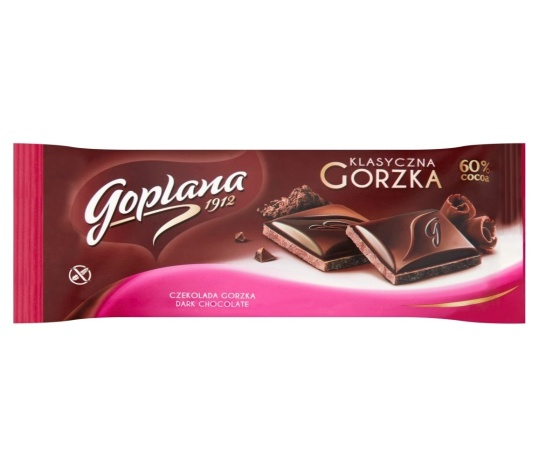 Goplana
1912
KLASYCZNA
GORZKA
60%
COCOA
G
CZEKOLADA GORZKA
DARK CHOCOLATE